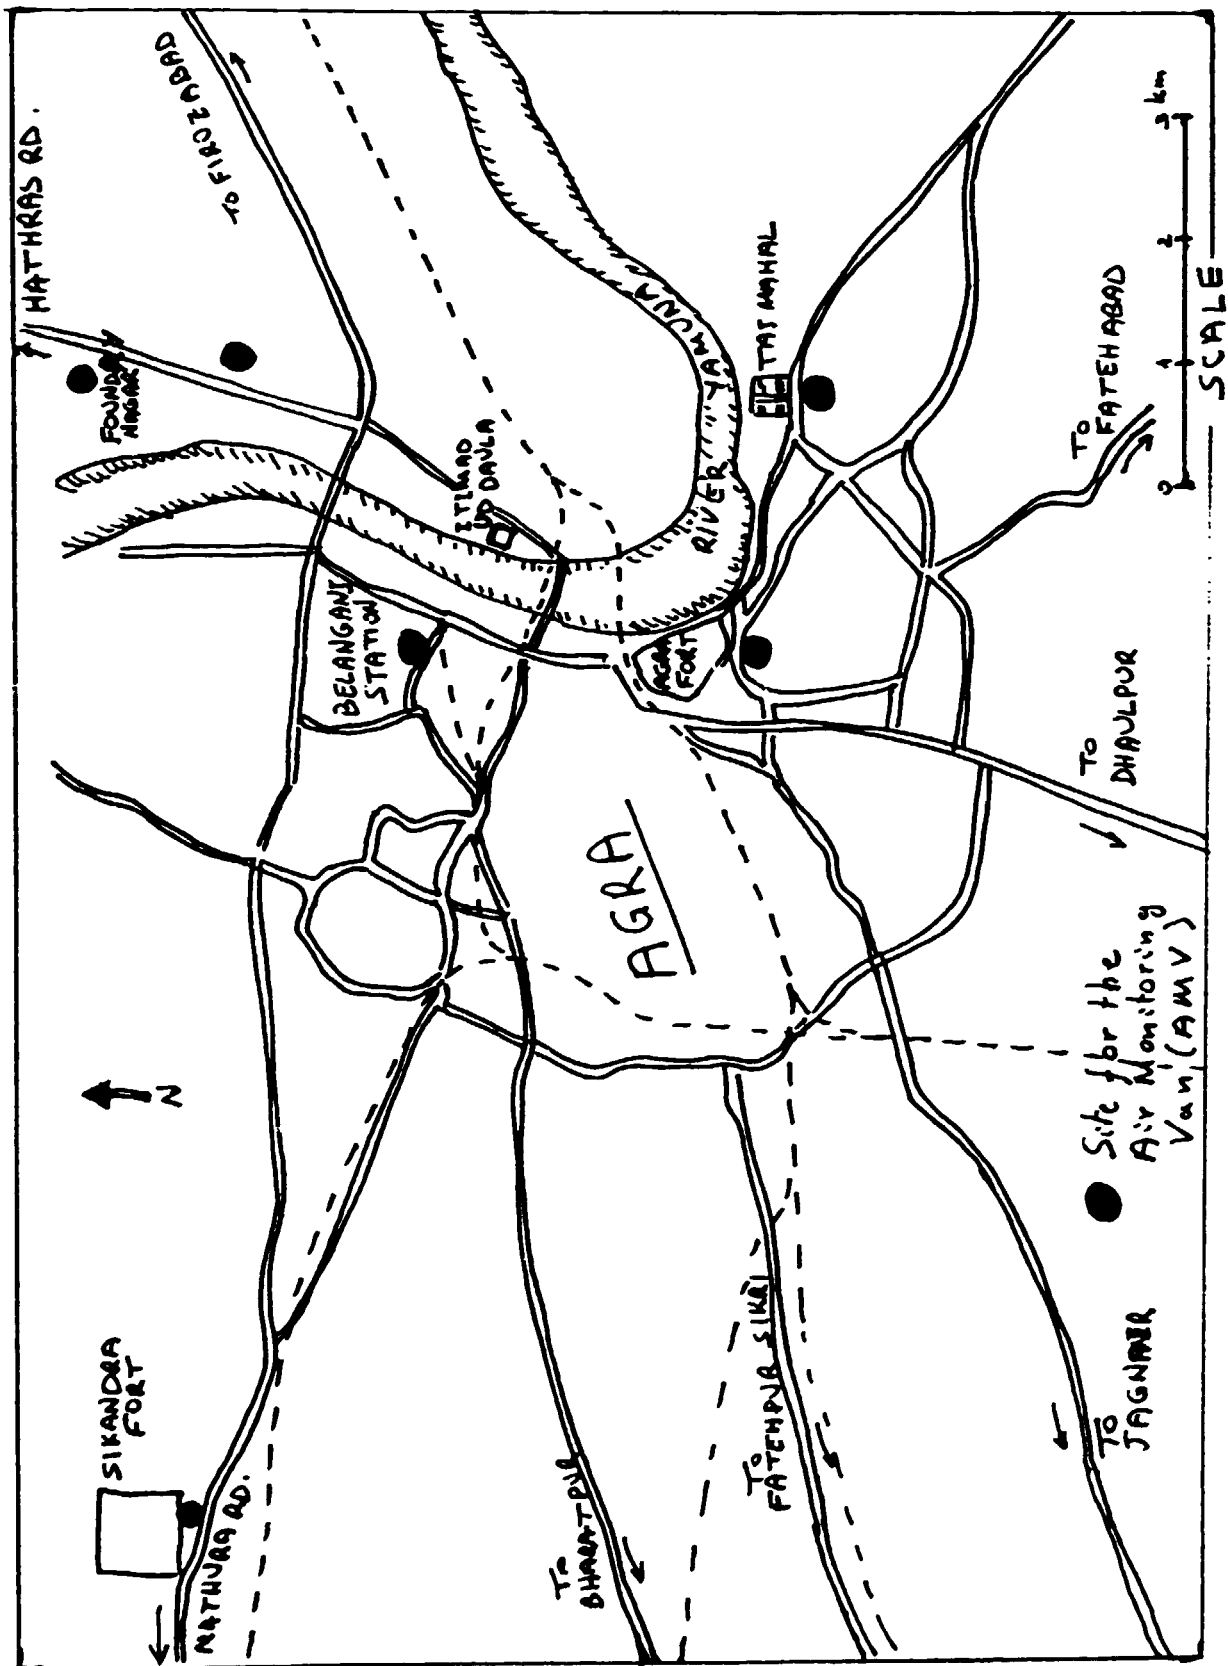 HATHRAS RD.
TO FIROZABAD
FOUNDRY
NAGAR
ITLMAD
UD DAULA
RIVER YAMUNA
TAJ MAHAL
BELANGANJ
STATION
AGRA
FORT
AGRA
N
SIKANDRA
FORT
MATHURA RD.
TO
BHARATPUR
TO
FATEHPUR SIKRI
TO
JAGNAER
TO
DHAULPUR
TO
FATEHABAD
0 1 2 3 km
SCALE
Site for the
Air Monitoring
Van (AMV)